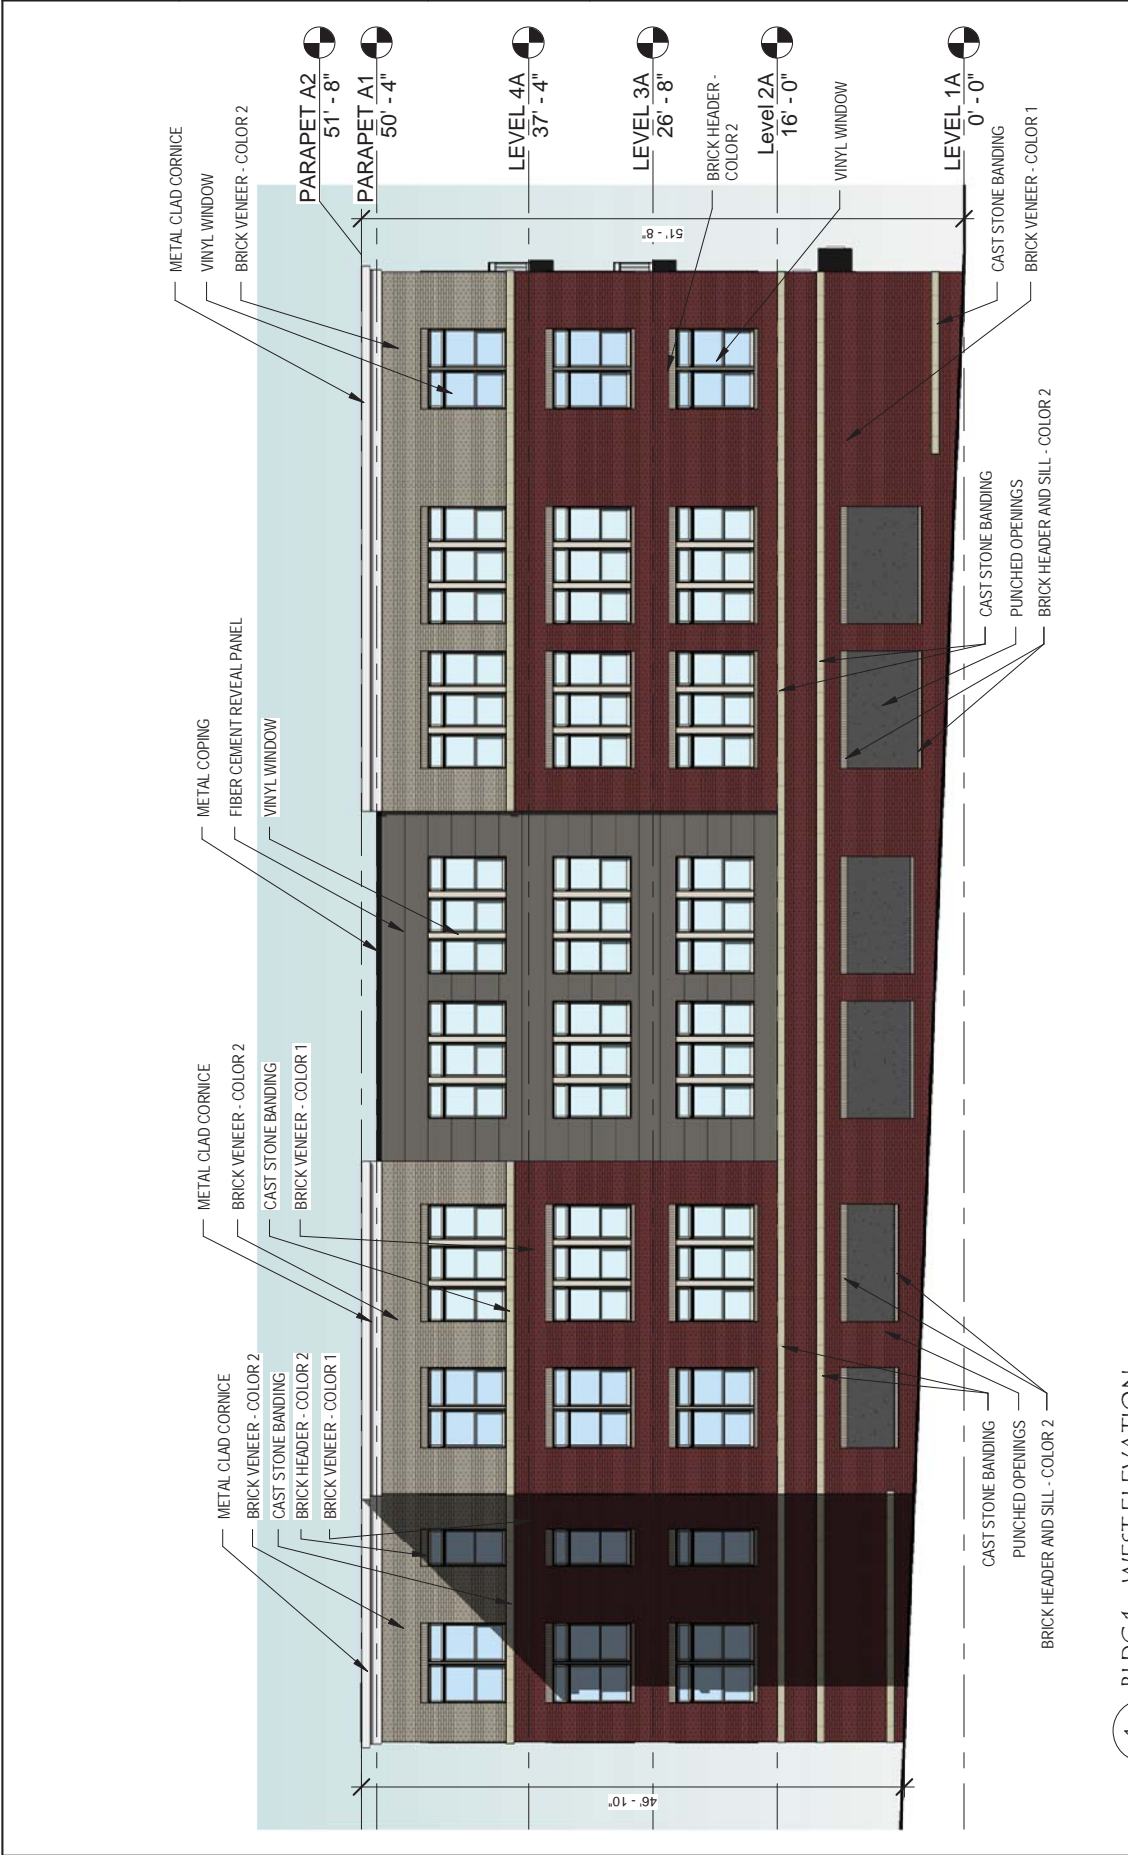 METAL CLAD CORNICE
BRICK VENEER - COLOR 2
CAST STONE BANDING
BRICK HEADER - COLOR 2
BRICK VENEER - COLOR 1
METAL CLAD CORNICE
BRICK VENEER - COLOR 2
CAST STONE BANDING
BRICK VENEER - COLOR 1
METAL COPING
FIBER CEMENT REVEAL PANEL
VINYL WINDOW
METAL CLAD CORNICE
VINYL WINDOW
BRICK VENEER - COLOR 2
PARAPET A2
51' - 8"
PARAPET A1
50' - 4"
LEVEL 4A
37' - 4"
LEVEL 3A
26' - 8"
BRICK HEADER -
COLOR 2
Level 2A
16' - 0"
VINYL WINDOW
LEVEL 1A
0' - 0"
51' - 8"
46' - 10"
CAST STONE BANDING
PUNCHED OPENINGS
BRICK HEADER AND SILL - COLOR 2
CAST STONE BANDING
PUNCHED OPENINGS
BRICK HEADER AND SILL - COLOR 2
CAST STONE BANDING
BRICK VENEER - COLOR 1
WEST ELEVATION